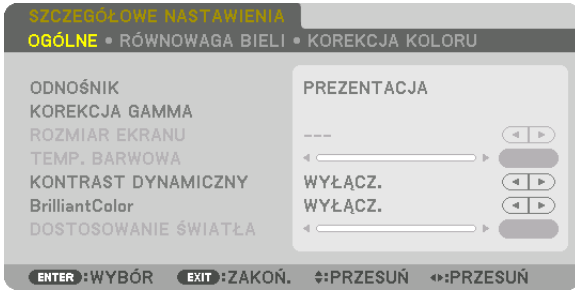 SZCZEGÓŁOWE NASTAWIENIA
OGÓLNE • RÓWNOWAGA BIELI • KOREKCJA KOLORU
ODNOŚNIK PREZENTACJA
KOREKCJA GAMMA
ROZMIAR EKRANU ---
TEMP. BARWOWA
KONTRAST DYNAMICZNY WYŁĄCZ.
BrilliantColor WYŁĄCZ.
DOSTOSOWANIE ŚWIATŁA
ENTER:WYBÓR EXIT:ZAKOŃ. :PRZESUŃ :PRZESUŃ